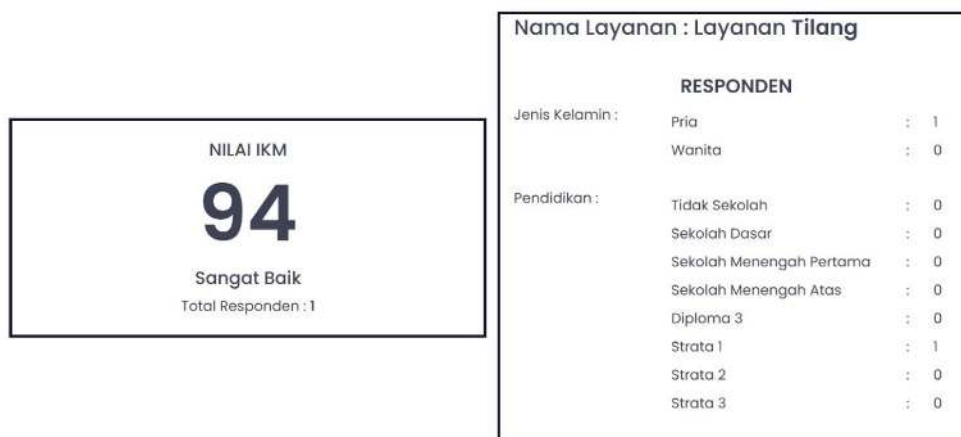 NILAI IKM
94
Sangat Baik
Total Responden : 1
Nama Layanan : Layanan Tilang
RESPONDEN
Jenis Kelamin : Pria : 1
Wanita : 0
Pendidikan : Tidak Sekolah : 0
Sekolah Dasar : 0
Sekolah Menengah Pertama : 0
Sekolah Menengah Atas : 0
Diploma 3 : 0
Strata 1 : 1
Strata 2 : 0
Strata 3 : 0